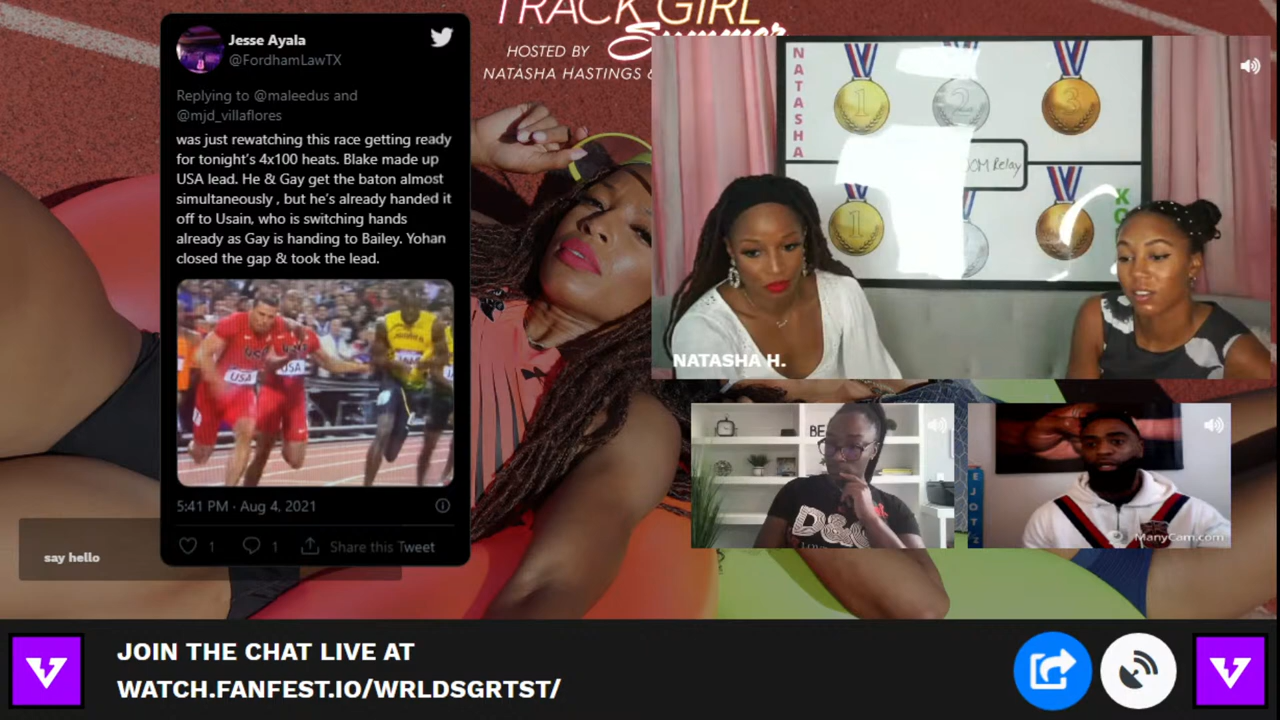 TRACK GIRL
Summer
HOSTED BY
NATASHA HASTINGS &
Jesse Ayala
@FordhamLawTX
Replying to @maleedus and
@mjd_villaflores
was just rewatching this race getting ready
for tonight's 4x100 heats. Blake made up
USA lead. He & Gay get the baton almost
simultaneously , but he's already handed it
off to Usain, who is switching hands
already as Gay is handing to Bailey. Yohan
closed the gap & took the lead.
USA
USA
5:41 PM · Aug 4, 2021
1
1
Share this Tweet
say hello
NATASHA
1
2
3
Relay
1
NATASHA H.
BE
D&G
ManyCam.com
JOIN THE CHAT LIVE AT
WATCH.FANFEST.IO/WRLDSGRTST/